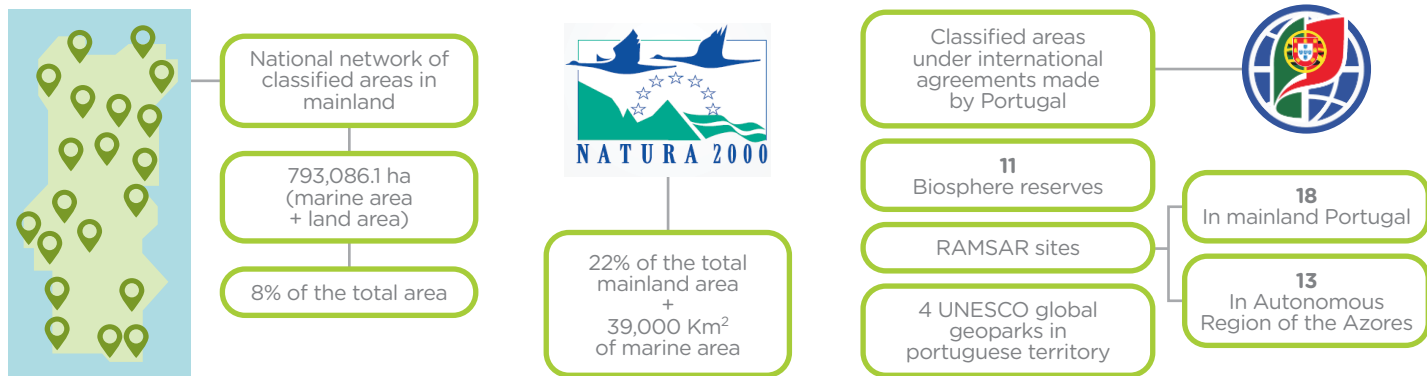 National network of
classified areas in
mainland
793,086.1 ha
(marine area
+ land area)
8% of the total area
NATURA 2000
22% of the total
mainland area
+
39,000 Km²
of marine area
Classified areas
under international
agreements made
by Portugal
11
Biosphere reserves
RAMSAR sites
18
In mainland Portugal
13
In Autonomous
Region of the Azores
4 UNESCO global
geoparks in
portuguese territory